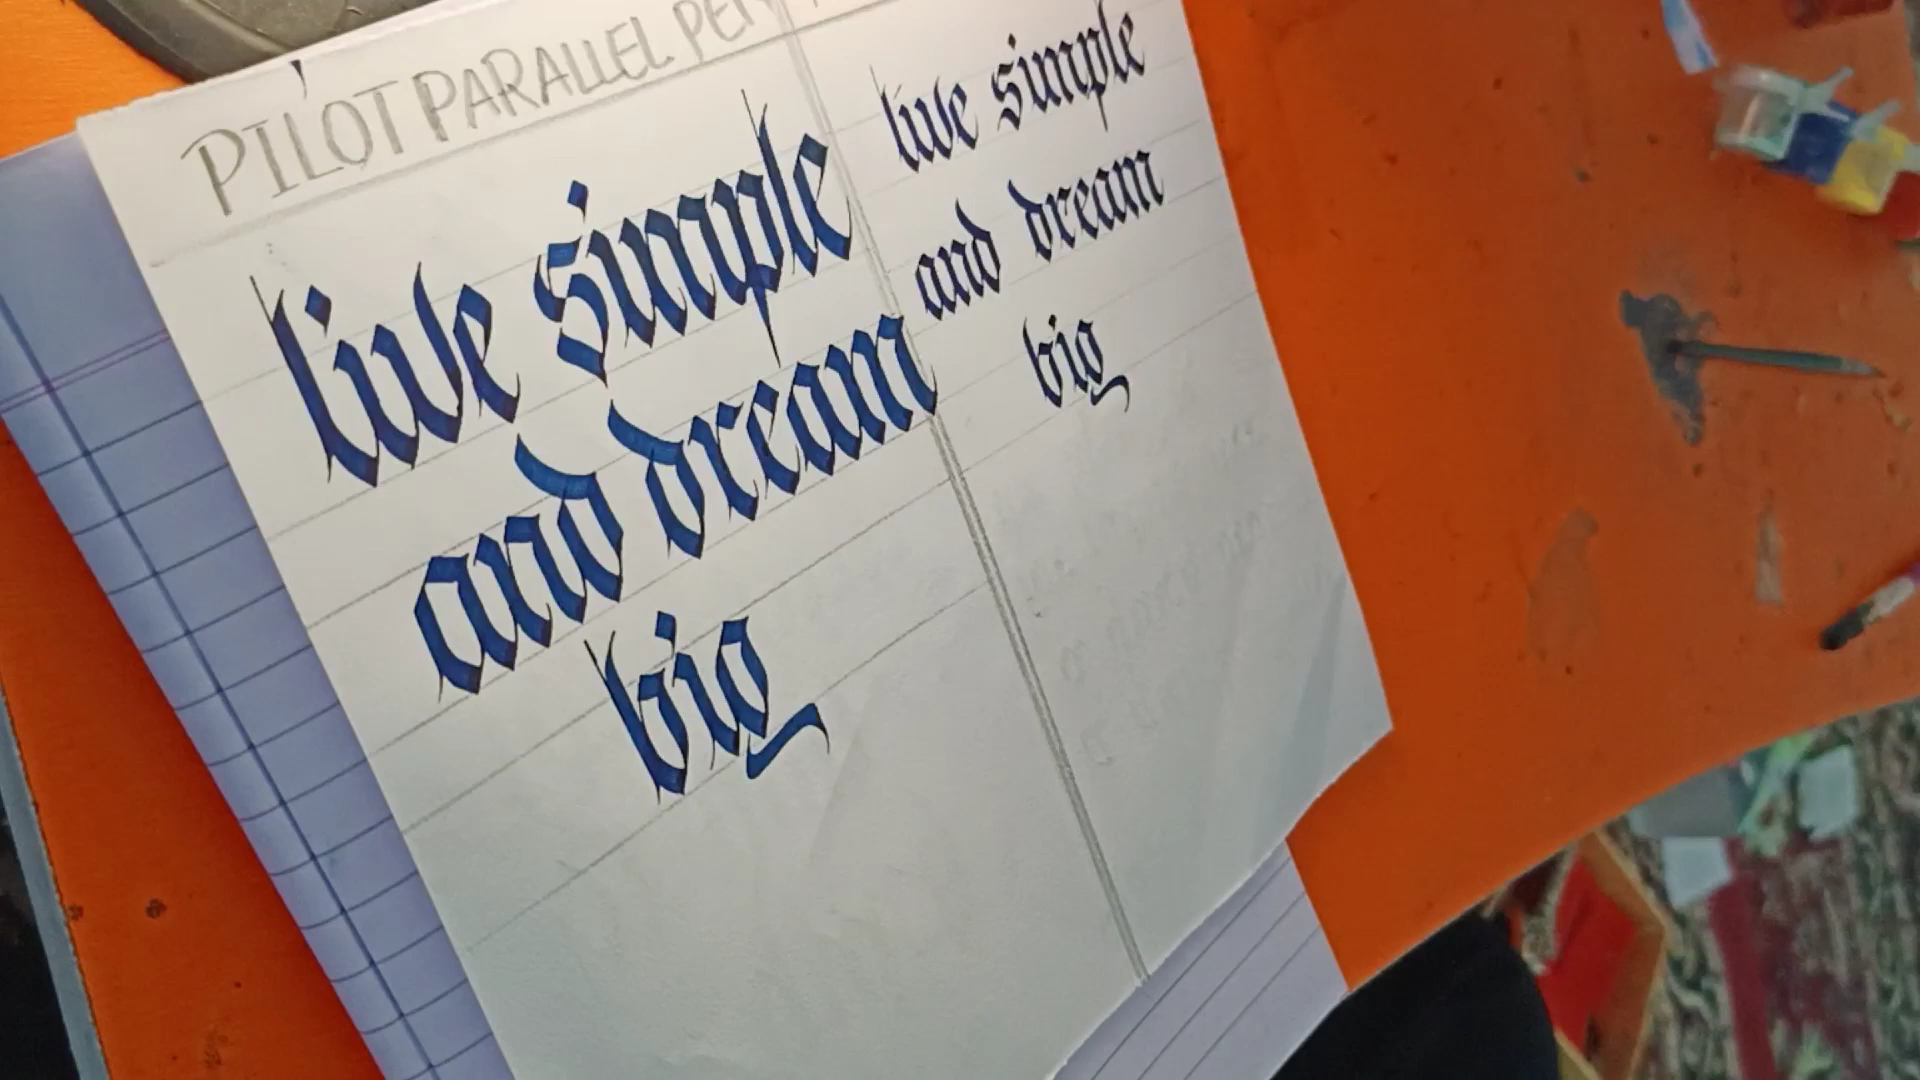 PILOT PARALLEL PEN
live simple
and dream
big
live simple
and dream
big